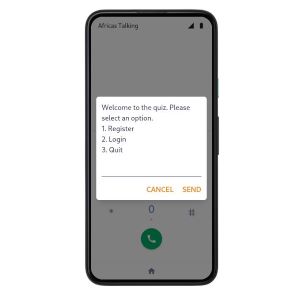 Africas Talking
Welcome to the quiz. Please
select an option.
1. Register
2. Login
3. Quit
CANCEL SEND
* 0 #